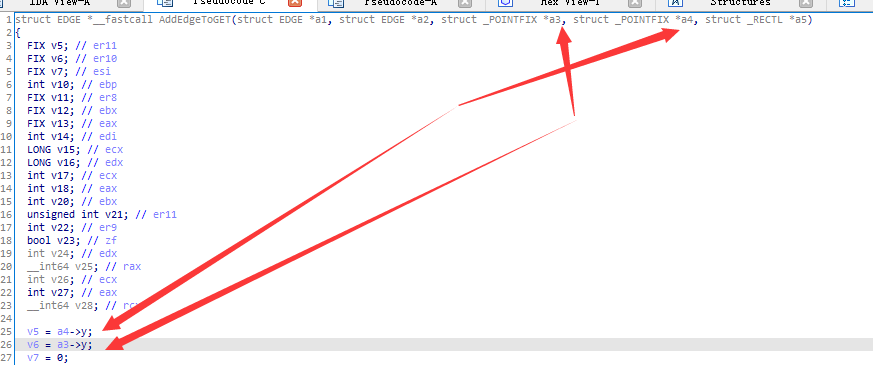 IDA View-A Pseudocode-C Pseudocode-A Hex View-1 Structures
1 struct EDGE *__fastcall AddEdgeToGET(struct EDGE *a1, struct EDGE *a2, struct _POINTFIX *a3, struct _POINTFIX *a4, struct _RECTL *a5)
2 {
3 FIX v5; // er11
4 FIX v6; // er10
5 FIX v7; // esi
6 int v10; // ebp
7 FIX v11; // er8
8 FIX v12; // ebx
9 FIX v13; // eax
10 int v14; // edi
11 LONG v15; // ecx
12 LONG v16; // edx
13 int v17; // ecx
14 int v18; // eax
15 int v20; // ebx
16 unsigned int v21; // er11
17 int v22; // er9
18 bool v23; // zf
19 int v24; // edx
20 __int64 v25; // rax
21 int v26; // ecx
22 int v27; // eax
23 __int64 v28; // rcx
24
25 v5 = a4->y;
26 v6 = a3->y;
27 v7 = 0;